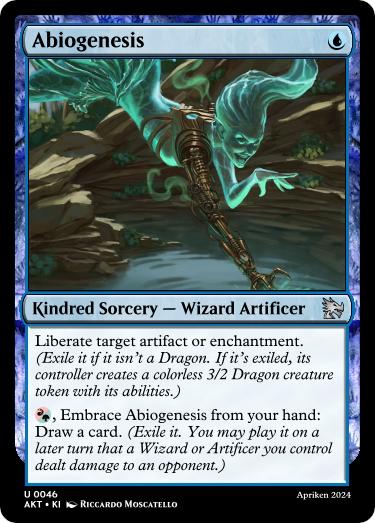 Abiogenesis
Kindred Sorcery — Wizard Artificer
Liberate target artifact or enchantment.
(Exile it if it isn't a Dragon. If it's exiled, its
controller creates a colorless 3/2 Dragon creature
token with its abilities.)
, Embrace Abiogenesis from your hand:
Draw a card. (Exile it. You may play it on a
later turn that a Wizard or Artificer you control
dealt damage to an opponent.)
U 0046
Apriken 2024
AKT • KI Riccardo Moscatello